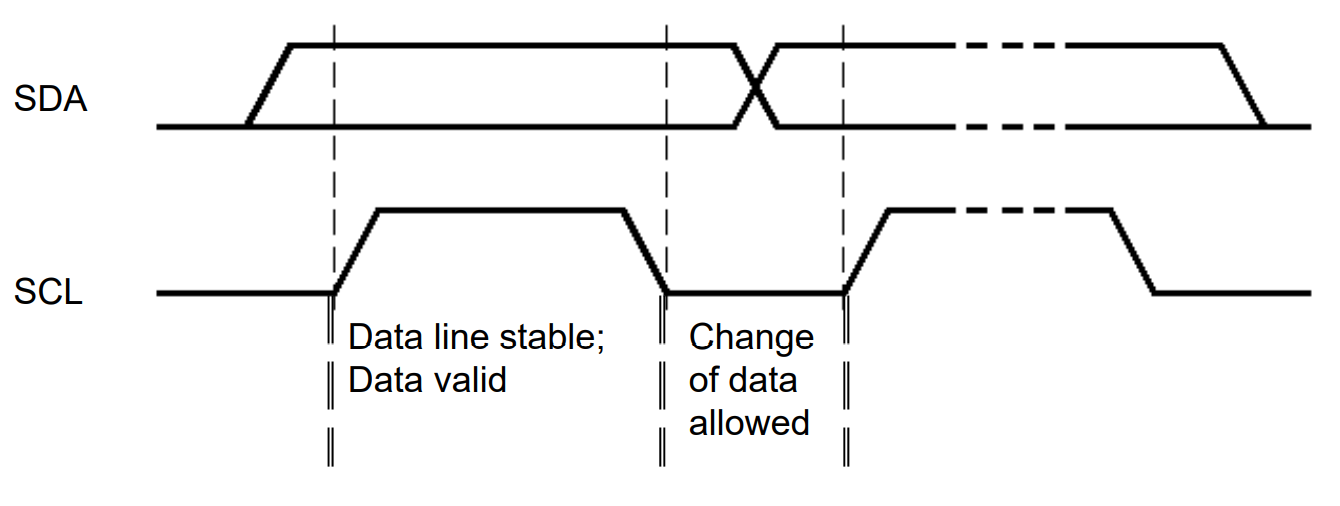 SDA
SCL
Data line stable;
Data valid
Change
of data
allowed